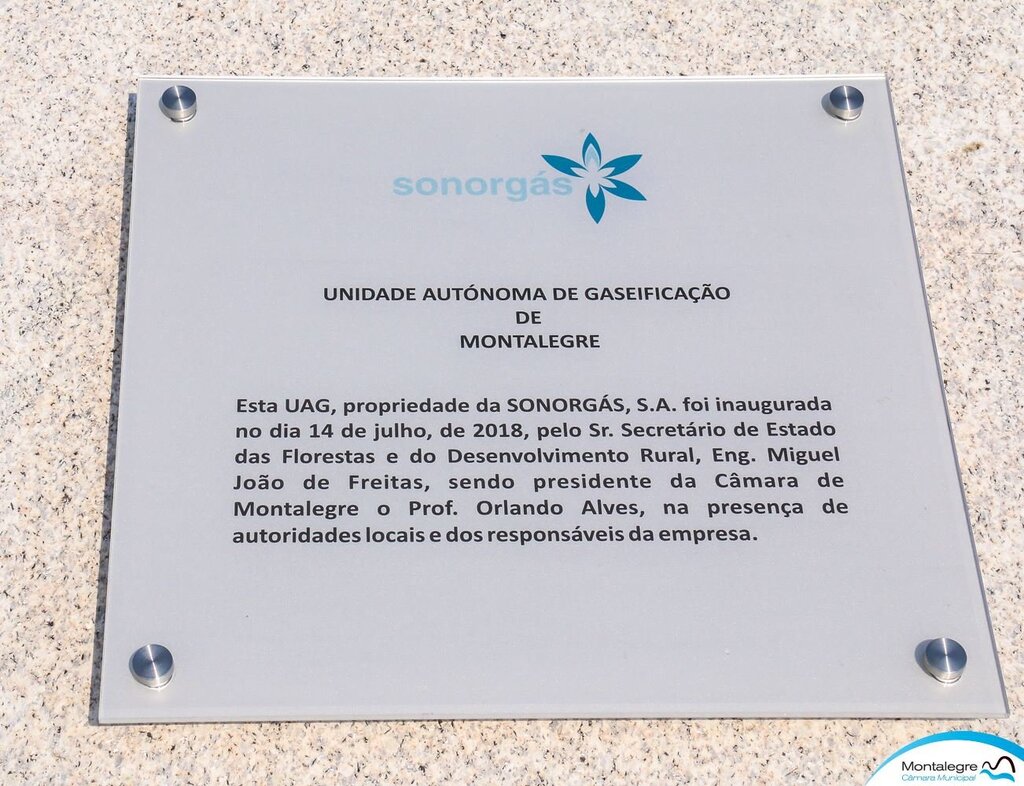 sonorgás
UNIDADE AUTÓNOMA DE GASEIFICAÇÃO
DE
MONTALEGRE
Esta UAG, propriedade da SONORGÁS, S.A. foi inaugurada
no dia 14 de julho, de 2018, pelo Sr. Secretário de Estado
das Florestas e do Desenvolvimento Rural, Eng. Miguel
João de Freitas, sendo presidente da Câmara de
Montalegre o Prof. Orlando Alves, na presença de
autoridades locais e dos responsáveis da empresa.
Montalegre
Câmara Municipal